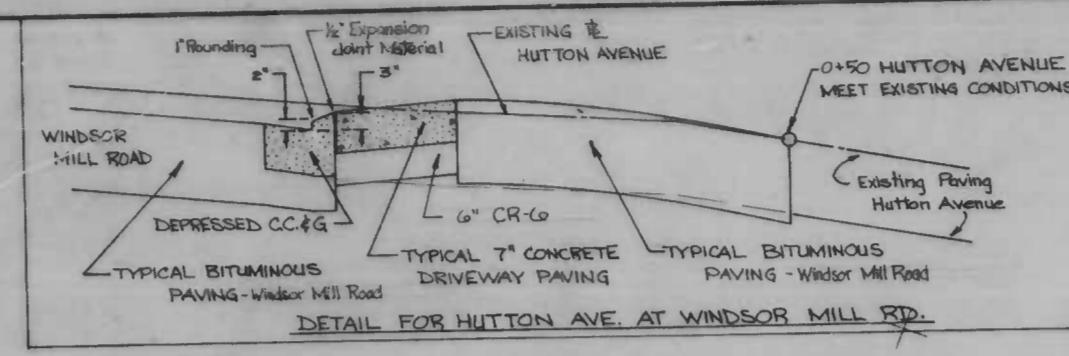 1" Rounding
2"
½" Expansion
Joint Material
3"
EXISTING ℄
HUTTON AVENUE
0+50 HUTTON AVENUE
MEET EXISTING CONDITIONS
WINDSOR
MILL ROAD
Existing Paving
Hutton Avenue
DEPRESSED C.C.&G
6" CR-6
TYPICAL BITUMINOUS
PAVING - Windsor Mill Road
TYPICAL 7" CONCRETE
DRIVEWAY PAVING
TYPICAL BITUMINOUS
PAVING - Windsor Mill Road
DETAIL FOR HUTTON AVE. AT WINDSOR MILL RD.